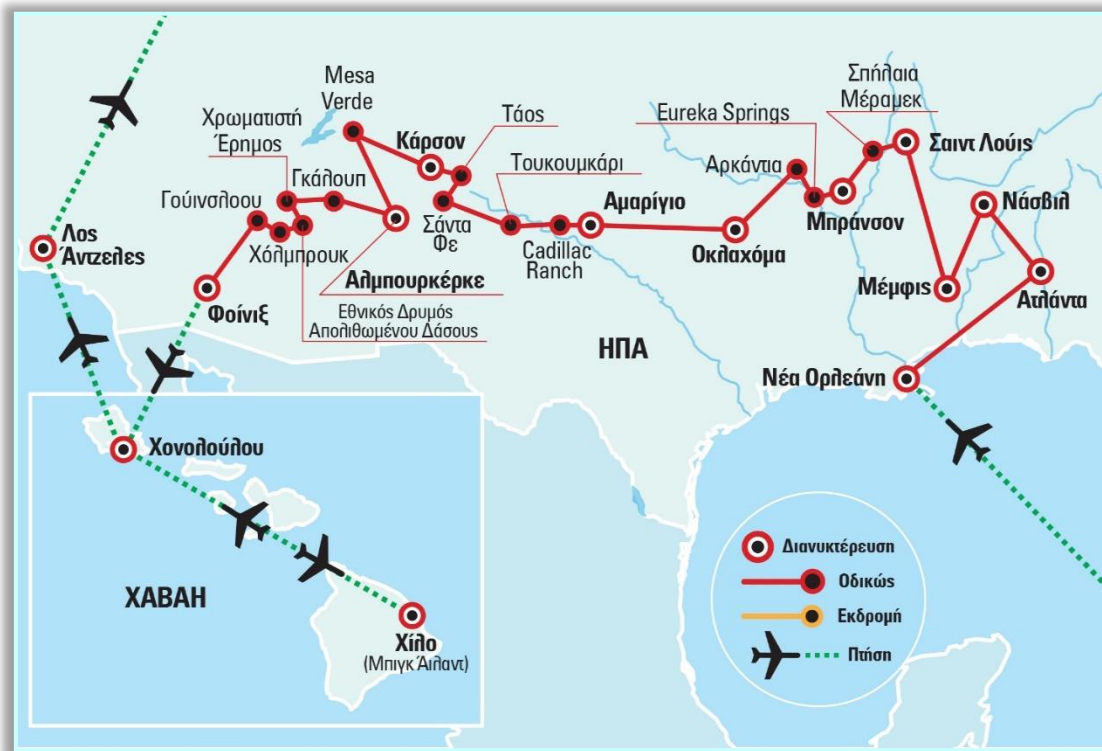 Mesa
Verde
Χρωματιστή
Έρημος
Κάρσον
Τάος
Eureka Springs
Σπήλαια
Μέραμεκ
Γούινσλοου
Γκάλουπ
Τουκουμκάρι
Αρκάντια
Σαιντ Λούις
Λος
Άντζελες
Χόλμπρουκ
Σάντα
Φε
Αμαρίγιο
Cadillac
Ranch
Οκλαχόμα
Μπράνσον
Νάσβιλ
Φοίνιξ
Αλμπουρκέρκε
Εθνικός Δρυμός
Απολιθωμένου Δάσους
Μέμφις
Ατλάντα
ΗΠΑ
Νέα Ορλεάνη
Χονολούλου
ΧΑΒΑΗ
Χίλο
(Μπιγκ Άιλαντ)
Διανυκτέρευση
Οδικώς
Εκδρομή
Πτήση